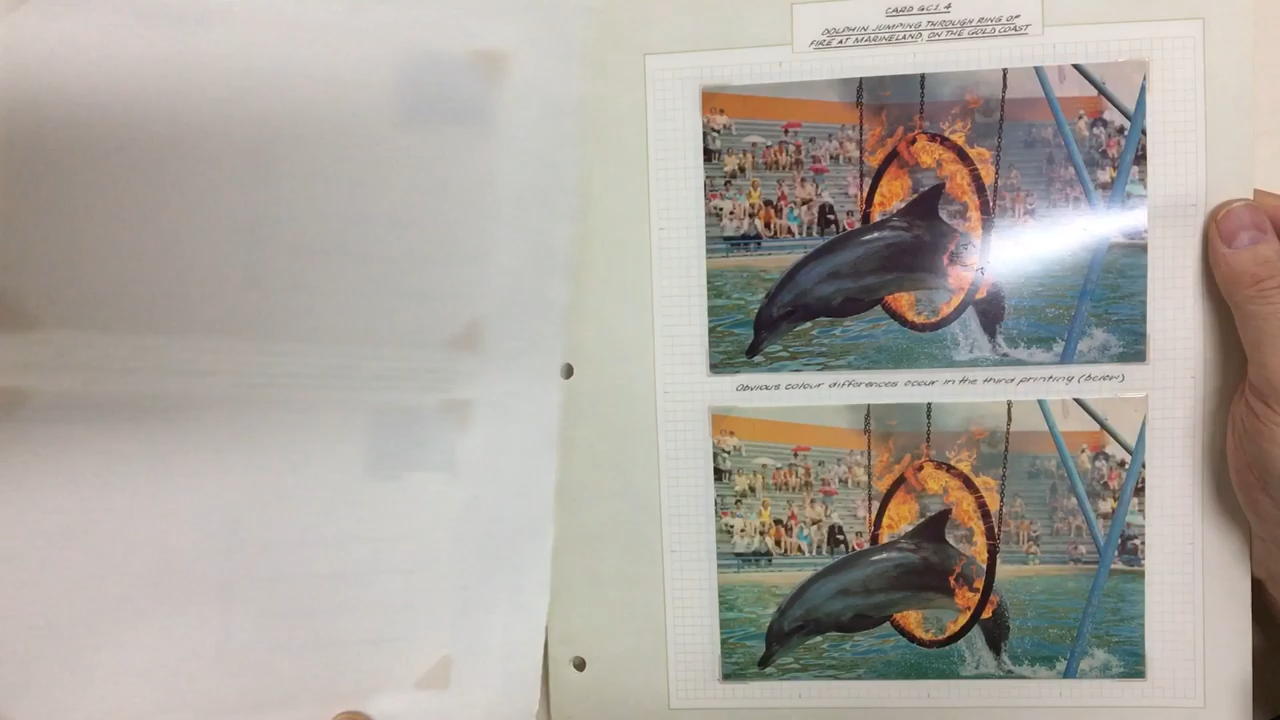 CARD GC1.4
DOLPHIN JUMPING THROUGH RING OF
FIRE AT MARINELAND, ON THE GOLD COAST
Obvious colour differences occur in the third printing (below)